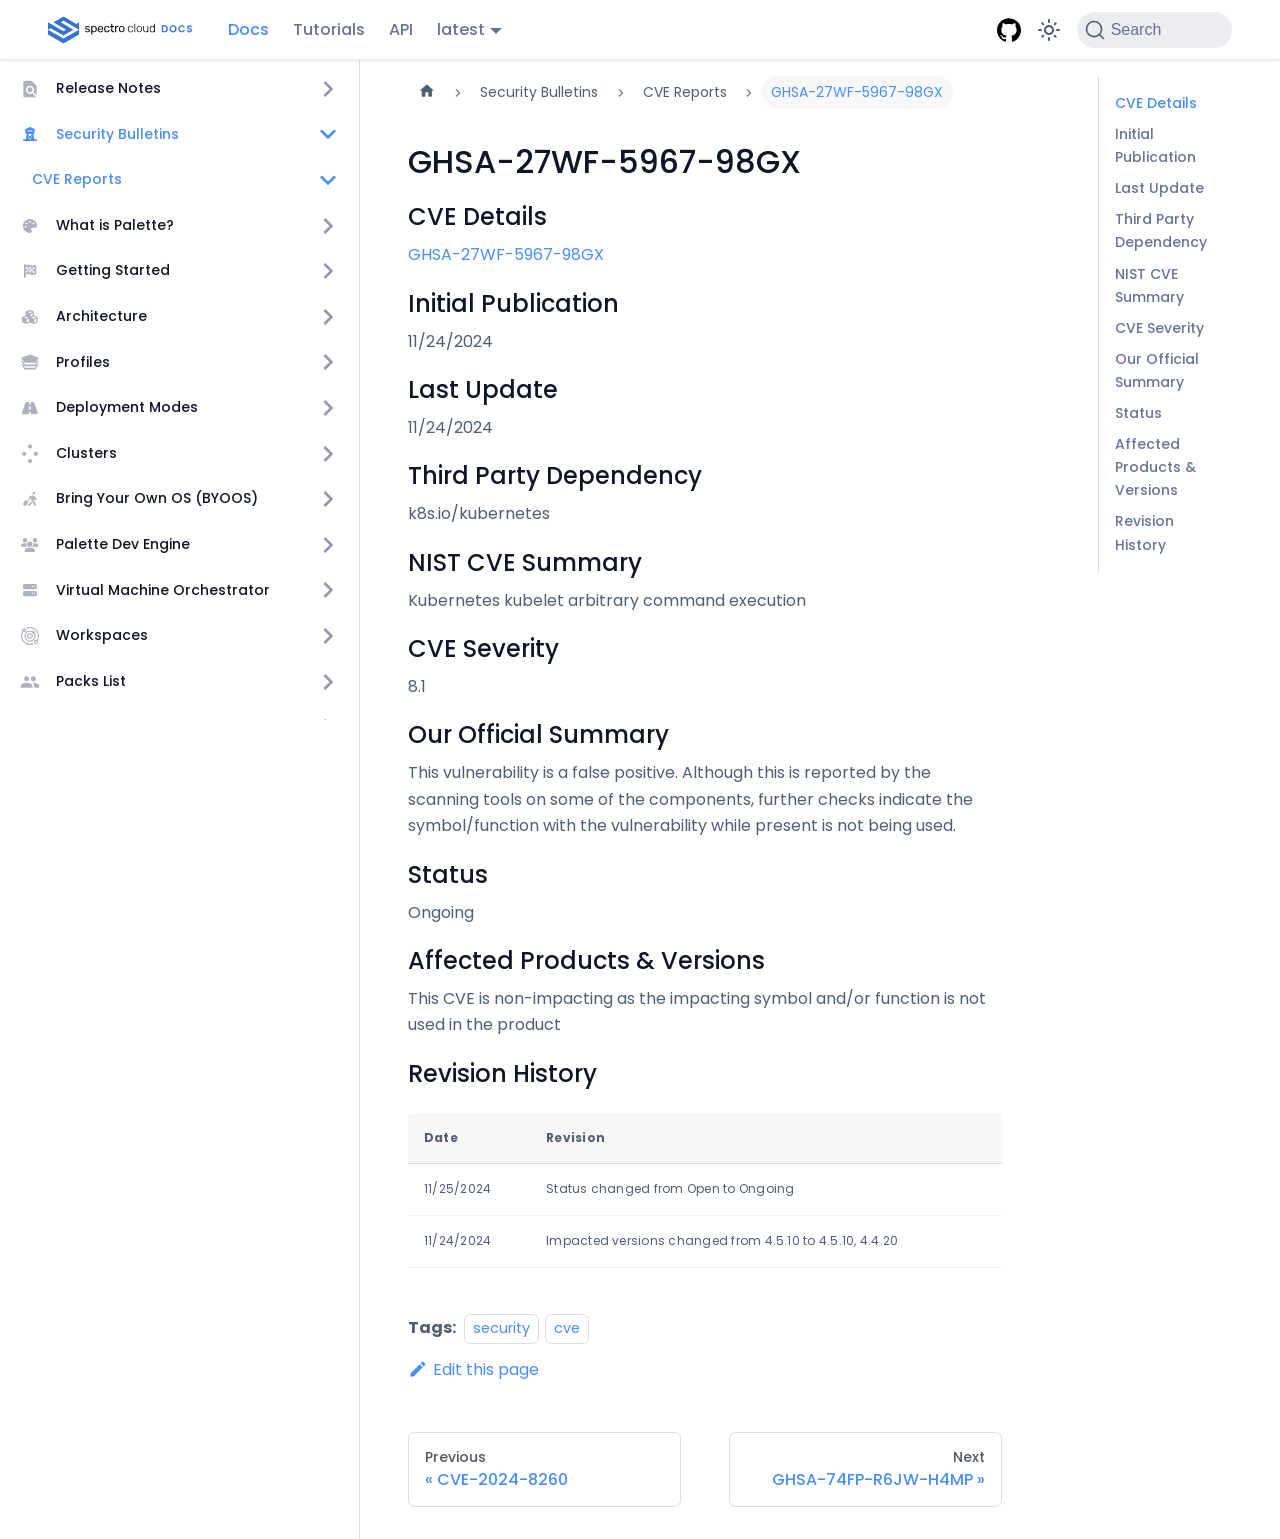 spectro cloud DOCS
Docs
Tutorials
API
latest
Search
Release Notes
Security Bulletins
CVE Reports
What is Palette?
Getting Started
Architecture
Profiles
Deployment Modes
Clusters
Bring Your Own OS (BYOOS)
Palette Dev Engine
Virtual Machine Orchestrator
Workspaces
Packs List
Security Bulletins
CVE Reports
GHSA-27WF-5967-98GX
GHSA-27WF-5967-98GX
CVE Details
GHSA-27WF-5967-98GX
Initial Publication
11/24/2024
Last Update
11/24/2024
Third Party Dependency
k8s.io/kubernetes
NIST CVE Summary
Kubernetes kubelet arbitrary command execution
CVE Severity
8.1
Our Official Summary
This vulnerability is a false positive. Although this is reported by the
scanning tools on some of the components, further checks indicate the
symbol/function with the vulnerability while present is not being used.
Status
Ongoing
Affected Products & Versions
This CVE is non-impacting as the impacting symbol and/or function is not
used in the product
Revision History
Date Revision
11/25/2024 Status changed from Open to Ongoing
11/24/2024 Impacted versions changed from 4.5.10 to 4.5.10, 4.4.20
Tags: security cve
Edit this page
Previous
« CVE-2024-8260
Next
GHSA-74FP-R6JW-H4MP »
CVE Details
Initial
Publication
Last Update
Third Party
Dependency
NIST CVE
Summary
CVE Severity
Our Official
Summary
Status
Affected
Products &
Versions
Revision
History